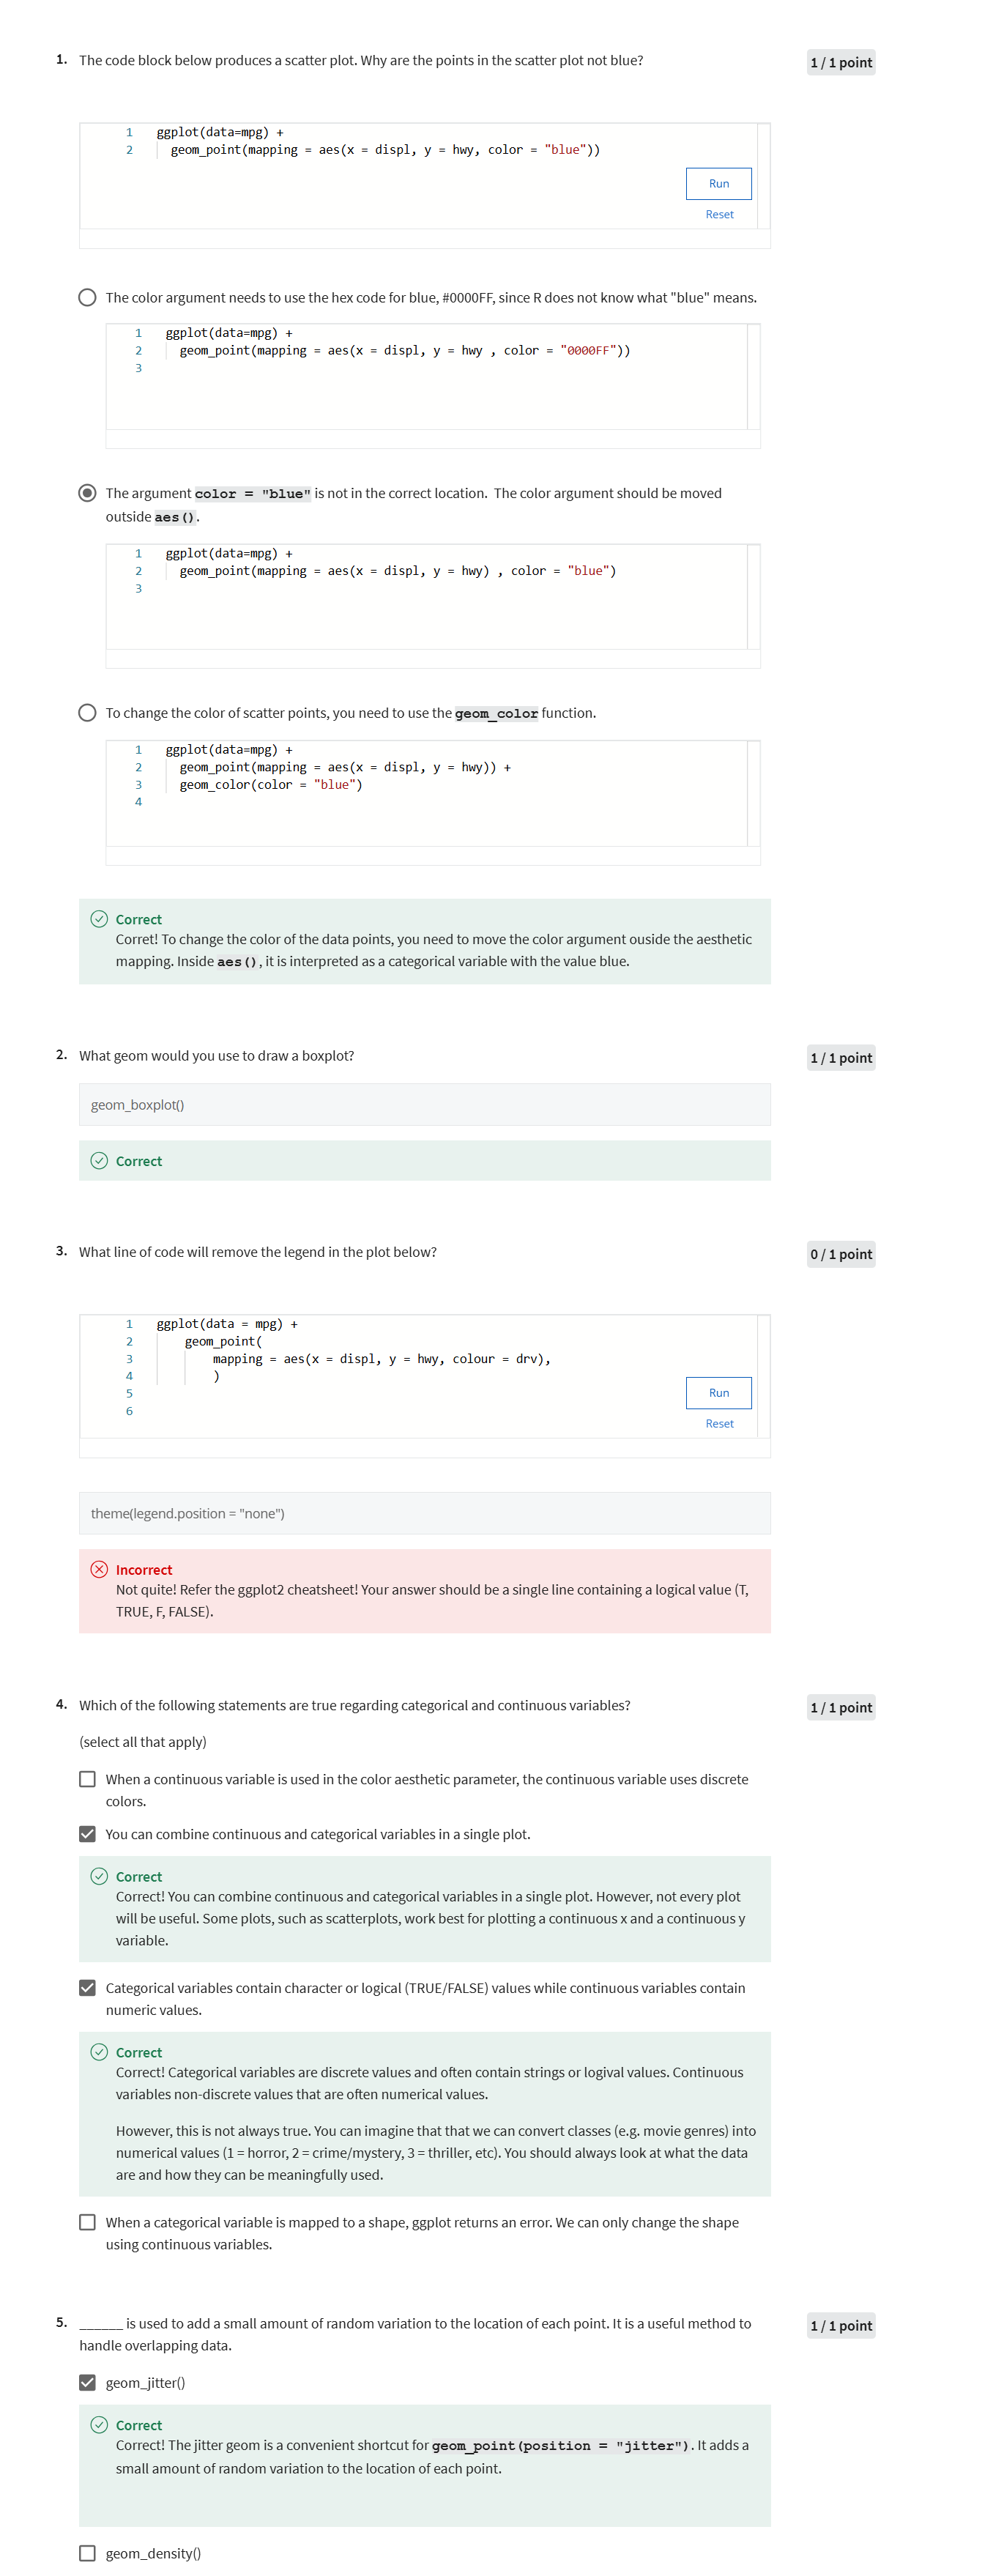 1. The code block below produces a scatter plot. Why are the points in the scatter plot not blue?
1 / 1 point
1 ggplot(data=mpg) +
2 geom_point(mapping = aes(x = displ, y = hwy, color = "blue"))
Run
Reset
The color argument needs to use the hex code for blue, #0000FF, since R does not know what "blue" means.
1 ggplot(data=mpg) +
2 geom_point(mapping = aes(x = displ, y = hwy , color = "0000FF"))
3
The argument color = "blue" is not in the correct location. The color argument should be moved
outside aes().
1 ggplot(data=mpg) +
2 geom_point(mapping = aes(x = displ, y = hwy) , color = "blue")
3
To change the color of scatter points, you need to use the geom_color function.
1 ggplot(data=mpg) +
2 geom_point(mapping = aes(x = displ, y = hwy)) +
3 geom_color(color = "blue")
4
Correct
Corret! To change the color of the data points, you need to move the color argument ouside the aesthetic
mapping. Inside aes(), it is interpreted as a categorical variable with the value blue.
2. What geom would you use to draw a boxplot?
1 / 1 point
geom_boxplot()
Correct
3. What line of code will remove the legend in the plot below?
0 / 1 point
1 ggplot(data = mpg) +
2 geom_point(
3 mapping = aes(x = displ, y = hwy, colour = drv),
4 )
5
6
Run
Reset
theme(legend.position = "none")
Incorrect
Not quite! Refer the ggplot2 cheatsheet! Your answer should be a single line containing a logical value (T,
TRUE, F, FALSE).
4. Which of the following statements are true regarding categorical and continuous variables?
1 / 1 point
(select all that apply)
When a continuous variable is used in the color aesthetic parameter, the continuous variable uses discrete
colors.
You can combine continuous and categorical variables in a single plot.
Correct
Correct! You can combine continuous and categorical variables in a single plot. However, not every plot
will be useful. Some plots, such as scatterplots, work best for plotting a continuous x and a continuous y
variable.
Categorical variables contain character or logical (TRUE/FALSE) values while continuous variables contain
numeric values.
Correct
Correct! Categorical variables are discrete values and often contain strings or logival values. Continuous
variables non-discrete values that are often numerical values.
However, this is not always true. You can imagine that that we can convert classes (e.g. movie genres) into
numerical values (1 = horror, 2 = crime/mystery, 3 = thriller, etc). You should always look at what the data
are and how they can be meaningfully used.
When a categorical variable is mapped to a shape, ggplot returns an error. We can only change the shape
using continuous variables.
5. ______ is used to add a small amount of random variation to the location of each point. It is a useful method to
handle overlapping data.
1 / 1 point
geom_jitter()
Correct
Correct! The jitter geom is a convenient shortcut for geom_point(position = "jitter"). It adds a
small amount of random variation to the location of each point.
geom_density()